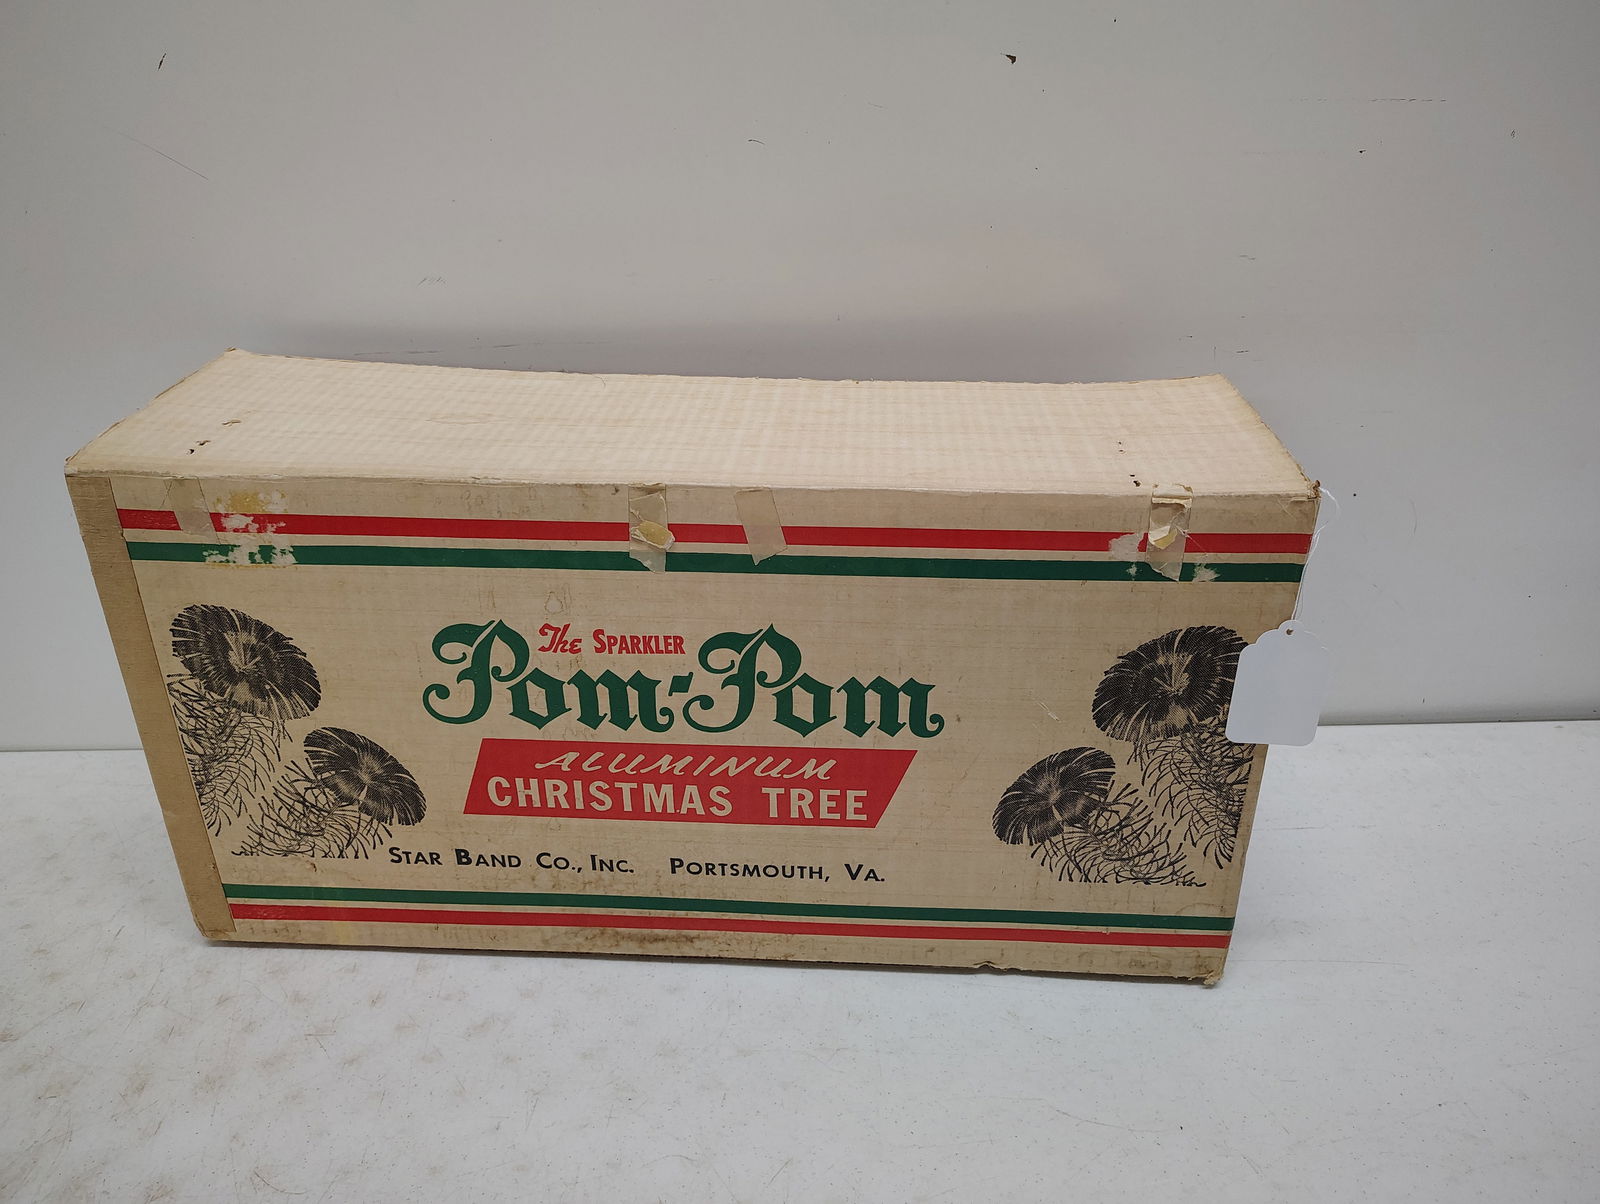 The SPARKLER
Pom-Pom
ALUMINUM
CHRISTMAS TREE
STAR BAND CO., INC. PORTSMOUTH, VA.